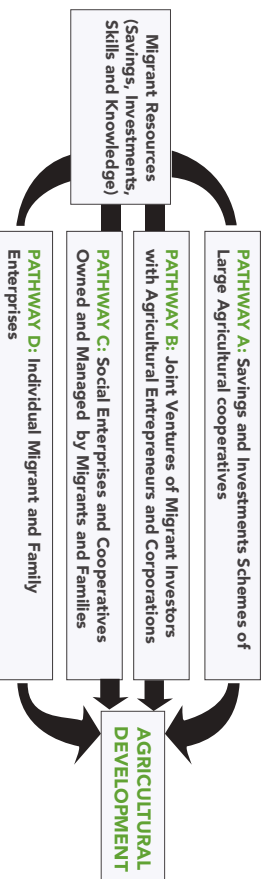 Migrant Resources
(Savings, Investments,
Skills and Knowledge)
PATHWAY A: Savings and Investments Schemes of
Large Agricultural cooperatives
PATHWAY B: Joint Ventures of Migrant Investors
with Agricultural Entrepreneurs and Corporations
PATHWAY C: Social Enterprises and Cooperatives
Owned and Managed by Migrants and Families
PATHWAY D: Individual Migrant and Family
Enterprises
AGRICULTURAL
DEVELOPMENT